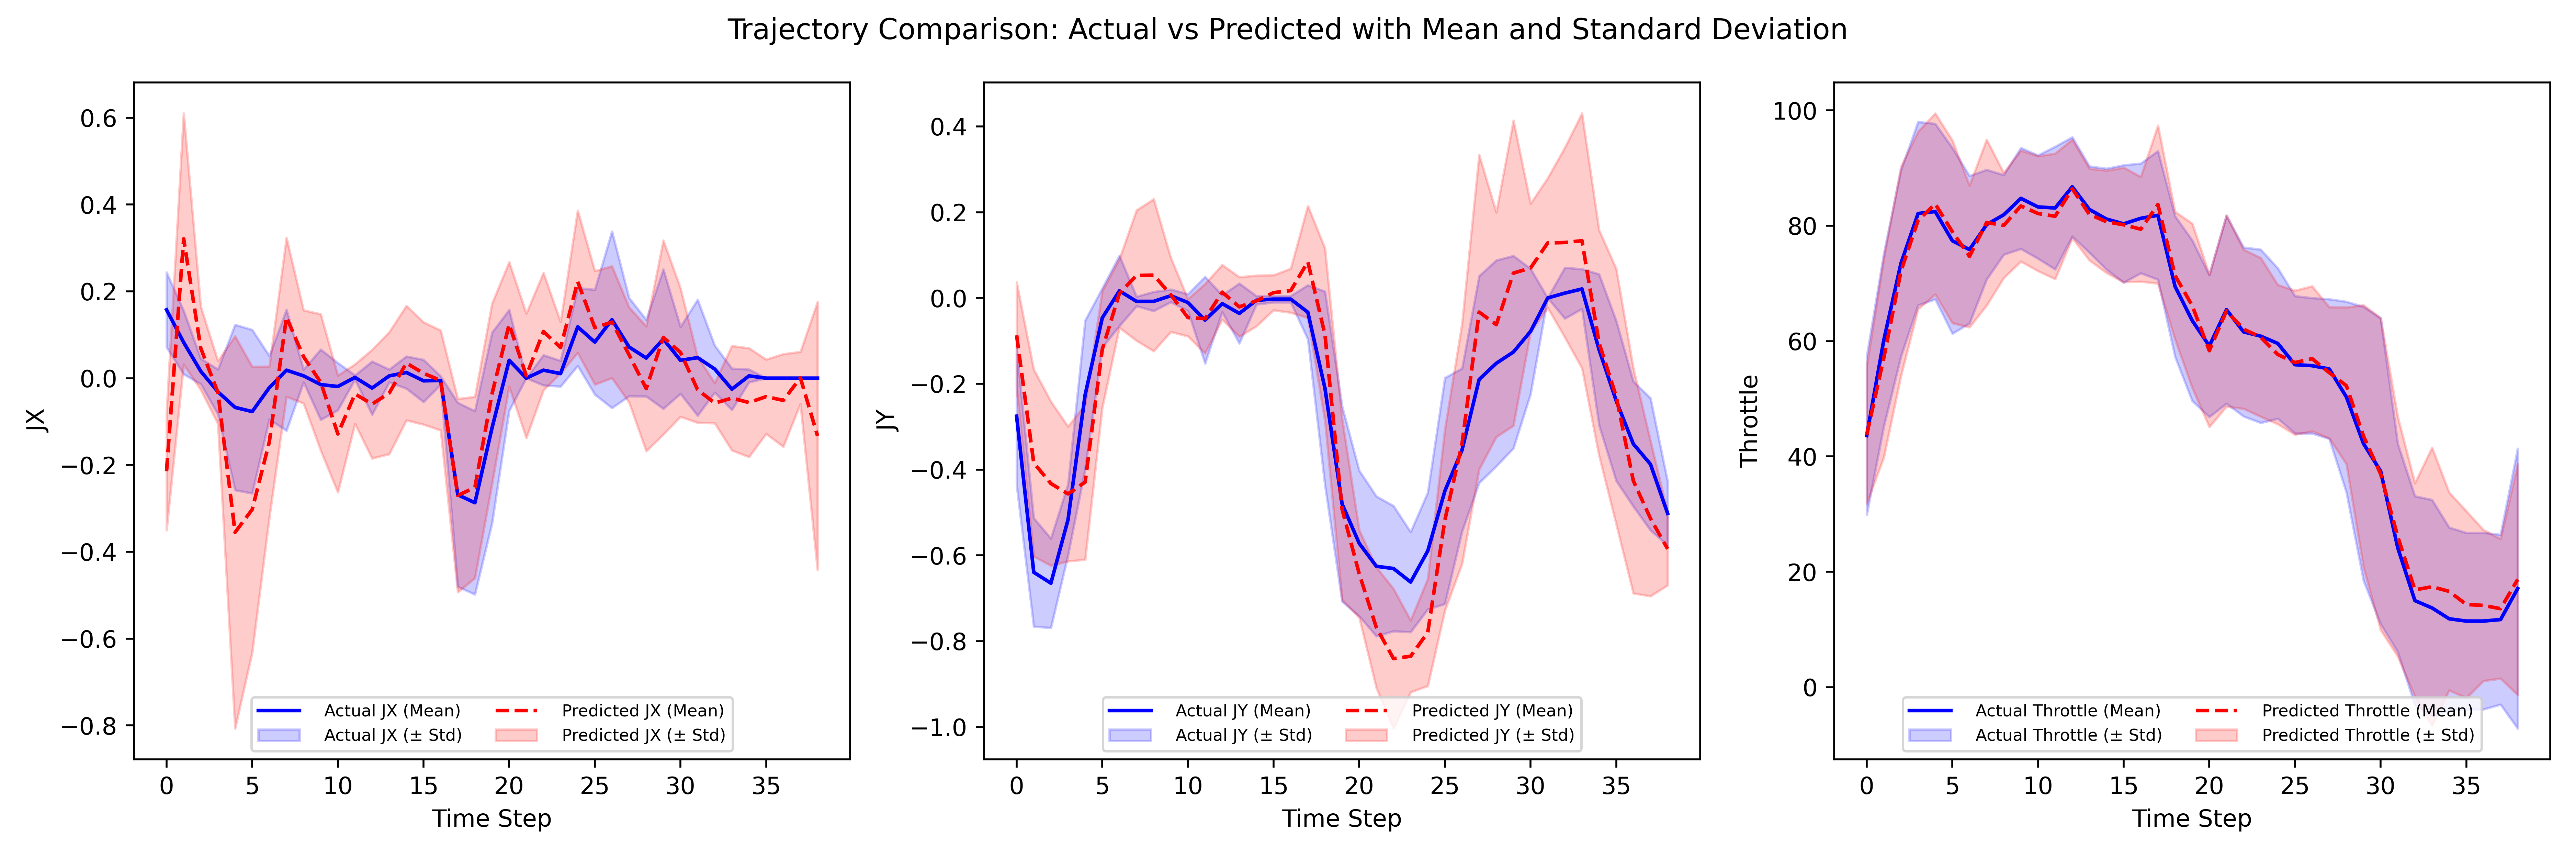 Trajectory Comparison: Actual vs Predicted with Mean and Standard Deviation
JX
0.6
0.4
0.2
0.0
−0.2
−0.4
−0.6
−0.8
Actual JX (Mean)
Actual JX (± Std)
Predicted JX (Mean)
Predicted JX (± Std)
0 5 10 15 20 25 30 35
Time Step
JY
0.4
0.2
0.0
−0.2
−0.4
−0.6
−0.8
−1.0
Actual JY (Mean)
Actual JY (± Std)
Predicted JY (Mean)
Predicted JY (± Std)
0 5 10 15 20 25 30 35
Time Step
Throttle
100
80
60
40
20
0
Actual Throttle (Mean)
Actual Throttle (± Std)
Predicted Throttle (Mean)
Predicted Throttle (± Std)
0 5 10 15 20 25 30 35
Time Step